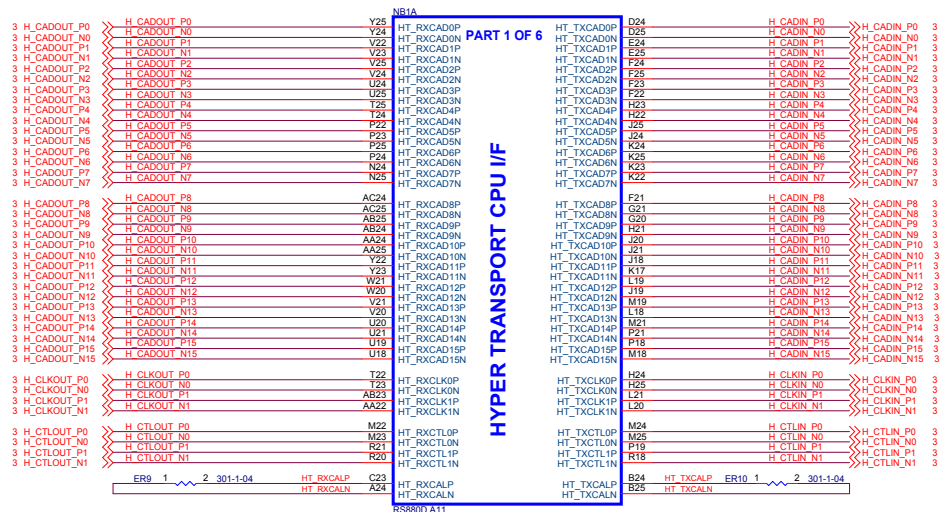 NB1A
PART 1 OF 6
HYPER TRANSPORT CPU I/F
3 H_CADOUT_P0 H_CADOUT_P0 Y25 HT_RXCAD0P HT_TXCAD0P D24 H_CADIN_P0 H_CADIN_P0 3
3 H_CADOUT_N0 H_CADOUT_N0 Y24 HT_RXCAD0N HT_TXCAD0N D25 H_CADIN_N0 H_CADIN_N0 3
3 H_CADOUT_P1 H_CADOUT_P1 V22 HT_RXCAD1P HT_TXCAD1P E24 H_CADIN_P1 H_CADIN_P1 3
3 H_CADOUT_N1 H_CADOUT_N1 V23 HT_RXCAD1N HT_TXCAD1N E25 H_CADIN_N1 H_CADIN_N1 3
3 H_CADOUT_P2 H_CADOUT_P2 V25 HT_RXCAD2P HT_TXCAD2P F24 H_CADIN_P2 H_CADIN_P2 3
3 H_CADOUT_N2 H_CADOUT_N2 V24 HT_RXCAD2N HT_TXCAD2N F25 H_CADIN_N2 H_CADIN_N2 3
3 H_CADOUT_P3 H_CADOUT_P3 U24 HT_RXCAD3P HT_TXCAD3P F23 H_CADIN_P3 H_CADIN_P3 3
3 H_CADOUT_N3 H_CADOUT_N3 U25 HT_RXCAD3N HT_TXCAD3N F22 H_CADIN_N3 H_CADIN_N3 3
3 H_CADOUT_P4 H_CADOUT_P4 T25 HT_RXCAD4P HT_TXCAD4P H23 H_CADIN_P4 H_CADIN_P4 3
3 H_CADOUT_N4 H_CADOUT_N4 T24 HT_RXCAD4N HT_TXCAD4N H22 H_CADIN_N4 H_CADIN_N4 3
3 H_CADOUT_P5 H_CADOUT_P5 P22 HT_RXCAD5P HT_TXCAD5P J25 H_CADIN_P5 H_CADIN_P5 3
3 H_CADOUT_N5 H_CADOUT_N5 P23 HT_RXCAD5N HT_TXCAD5N J24 H_CADIN_N5 H_CADIN_N5 3
3 H_CADOUT_P6 H_CADOUT_P6 P25 HT_RXCAD6P HT_TXCAD6P K24 H_CADIN_P6 H_CADIN_P6 3
3 H_CADOUT_N6 H_CADOUT_N6 P24 HT_RXCAD6N HT_TXCAD6N K25 H_CADIN_N6 H_CADIN_N6 3
3 H_CADOUT_P7 H_CADOUT_P7 N24 HT_RXCAD7P HT_TXCAD7P K23 H_CADIN_P7 H_CADIN_P7 3
3 H_CADOUT_N7 H_CADOUT_N7 N25 HT_RXCAD7N HT_TXCAD7N K22 H_CADIN_N7 H_CADIN_N7 3
3 H_CADOUT_P8 H_CADOUT_P8 AC24 HT_RXCAD8P HT_TXCAD8P F21 H_CADIN_P8 H_CADIN_P8 3
3 H_CADOUT_N8 H_CADOUT_N8 AC25 HT_RXCAD8N HT_TXCAD8N G21 H_CADIN_N8 H_CADIN_N8 3
3 H_CADOUT_P9 H_CADOUT_P9 AB25 HT_RXCAD9P HT_TXCAD9P G20 H_CADIN_P9 H_CADIN_P9 3
3 H_CADOUT_N9 H_CADOUT_N9 AB24 HT_RXCAD9N HT_TXCAD9N H21 H_CADIN_N9 H_CADIN_N9 3
3 H_CADOUT_P10 H_CADOUT_P10 AA24 HT_RXCAD10P HT_TXCAD10P J20 H_CADIN_P10 H_CADIN_P10 3
3 H_CADOUT_N10 H_CADOUT_N10 AA25 HT_RXCAD10N HT_TXCAD10N J21 H_CADIN_N10 H_CADIN_N10 3
3 H_CADOUT_P11 H_CADOUT_P11 Y22 HT_RXCAD11P HT_TXCAD11P J18 H_CADIN_P11 H_CADIN_P11 3
3 H_CADOUT_N11 H_CADOUT_N11 Y23 HT_RXCAD11N HT_TXCAD11N K17 H_CADIN_N11 H_CADIN_N11 3
3 H_CADOUT_P12 H_CADOUT_P12 W21 HT_RXCAD12P HT_TXCAD12P L19 H_CADIN_P12 H_CADIN_P12 3
3 H_CADOUT_N12 H_CADOUT_N12 W20 HT_RXCAD12N HT_TXCAD12N J19 H_CADIN_N12 H_CADIN_N12 3
3 H_CADOUT_P13 H_CADOUT_P13 V21 HT_RXCAD13P HT_TXCAD13P M19 H_CADIN_P13 H_CADIN_P13 3
3 H_CADOUT_N13 H_CADOUT_N13 V20 HT_RXCAD13N HT_TXCAD13N L18 H_CADIN_N13 H_CADIN_N13 3
3 H_CADOUT_P14 H_CADOUT_P14 U20 HT_RXCAD14P HT_TXCAD14P M21 H_CADIN_P14 H_CADIN_P14 3
3 H_CADOUT_N14 H_CADOUT_N14 U21 HT_RXCAD14N HT_TXCAD14N P21 H_CADIN_N14 H_CADIN_N14 3
3 H_CADOUT_P15 H_CADOUT_P15 U19 HT_RXCAD15P HT_TXCAD15P P18 H_CADIN_P15 H_CADIN_P15 3
3 H_CADOUT_N15 H_CADOUT_N15 U18 HT_RXCAD15N HT_TXCAD15N M18 H_CADIN_N15 H_CADIN_N15 3
3 H_CLKOUT_P0 H_CLKOUT_P0 T22 HT_RXCLK0P HT_TXCLK0P H24 H_CLKIN_P0 H_CLKIN_P0 3
3 H_CLKOUT_N0 H_CLKOUT_N0 T23 HT_RXCLK0N HT_TXCLK0N H25 H_CLKIN_N0 H_CLKIN_N0 3
3 H_CLKOUT_P1 H_CLKOUT_P1 AB23 HT_RXCLK1P HT_TXCLK1P L21 H_CLKIN_P1 H_CLKIN_P1 3
3 H_CLKOUT_N1 H_CLKOUT_N1 AA22 HT_RXCLK1N HT_TXCLK1N L20 H_CLKIN_N1 H_CLKIN_N1 3
3 H_CTLOUT_P0 H_CTLOUT_P0 M22 HT_RXCTL0P HT_TXCTL0P M24 H_CTLIN_P0 H_CTLIN_P0 3
3 H_CTLOUT_N0 H_CTLOUT_N0 M23 HT_RXCTL0N HT_TXCTL0N M25 H_CTLIN_N0 H_CTLIN_N0 3
3 H_CTLOUT_P1 H_CTLOUT_P1 R21 HT_RXCTL1P HT_TXCTL1P P19 H_CTLIN_P1 H_CTLIN_P1 3
3 H_CTLOUT_N1 H_CTLOUT_N1 R20 HT_RXCTL1N HT_TXCTL1N R18 H_CTLIN_N1 H_CTLIN_N1 3
ER9 1 2 301-1-04 HT_RXCALP C23 HT_RXCALP HT_TXCALP B24 HT_TXCALP ER10 1 2 301-1-04
HT_RXCALN A24 HT_RXCALN HT_TXCALN B25 HT_TXCALN
RS880D A11